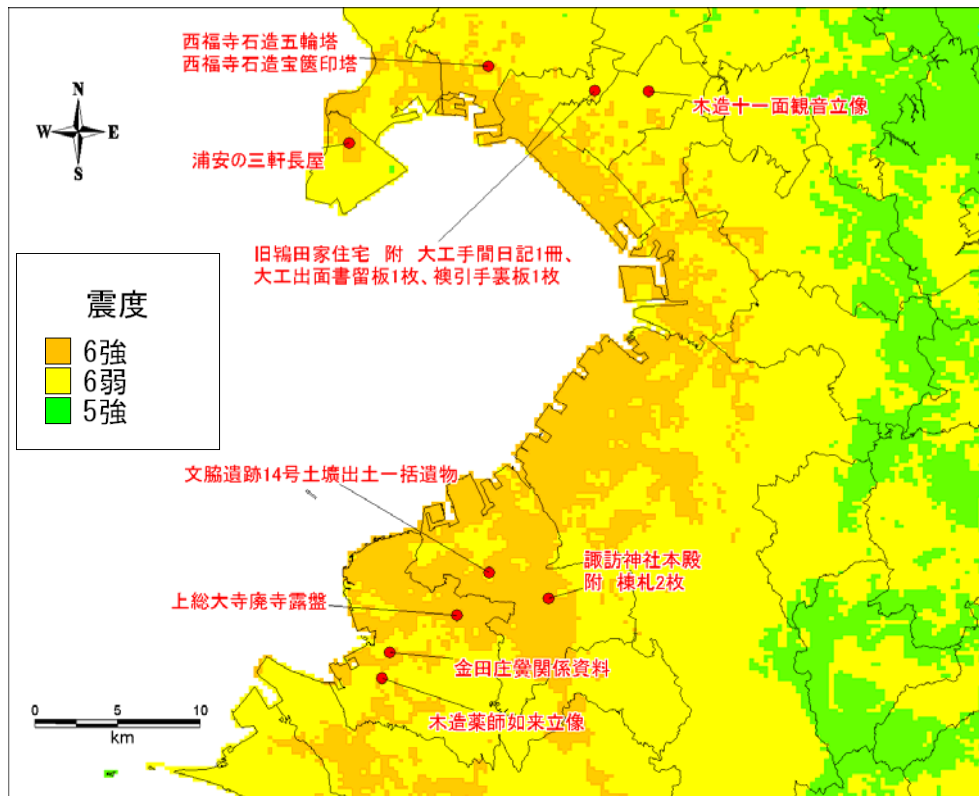 西福寺石造五輪塔
西福寺石造宝篋印塔
木造十一面観音立像
N
W E
S
浦安の三軒長屋
旧鴇田家住宅 附 大工手間日記1冊、
大工出面書留板1枚、襖引手裏板1枚
震度
6強
6弱
5強
文脇遺跡14号土壙出土一括遺物
諏訪神社本殿
附 棟札2枚
上総大寺廃寺露盤
金田庄黌関係資料
木造薬師如来立像
0 5 10
km